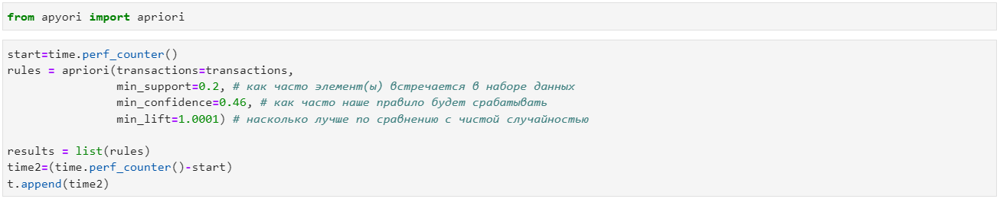 from apyori import apriori
start=time.perf_counter()
rules = apriori(transactions=transactions,
min_support=0.2, # как часто элемент(ы) встречается в наборе данных
min_confidence=0.46, # как часто наше правило будет срабатывать
min_lift=1.0001) # насколько лучше по сравнению с чистой случайностью
results = list(rules)
time2=(time.perf_counter()-start)
t.append(time2)